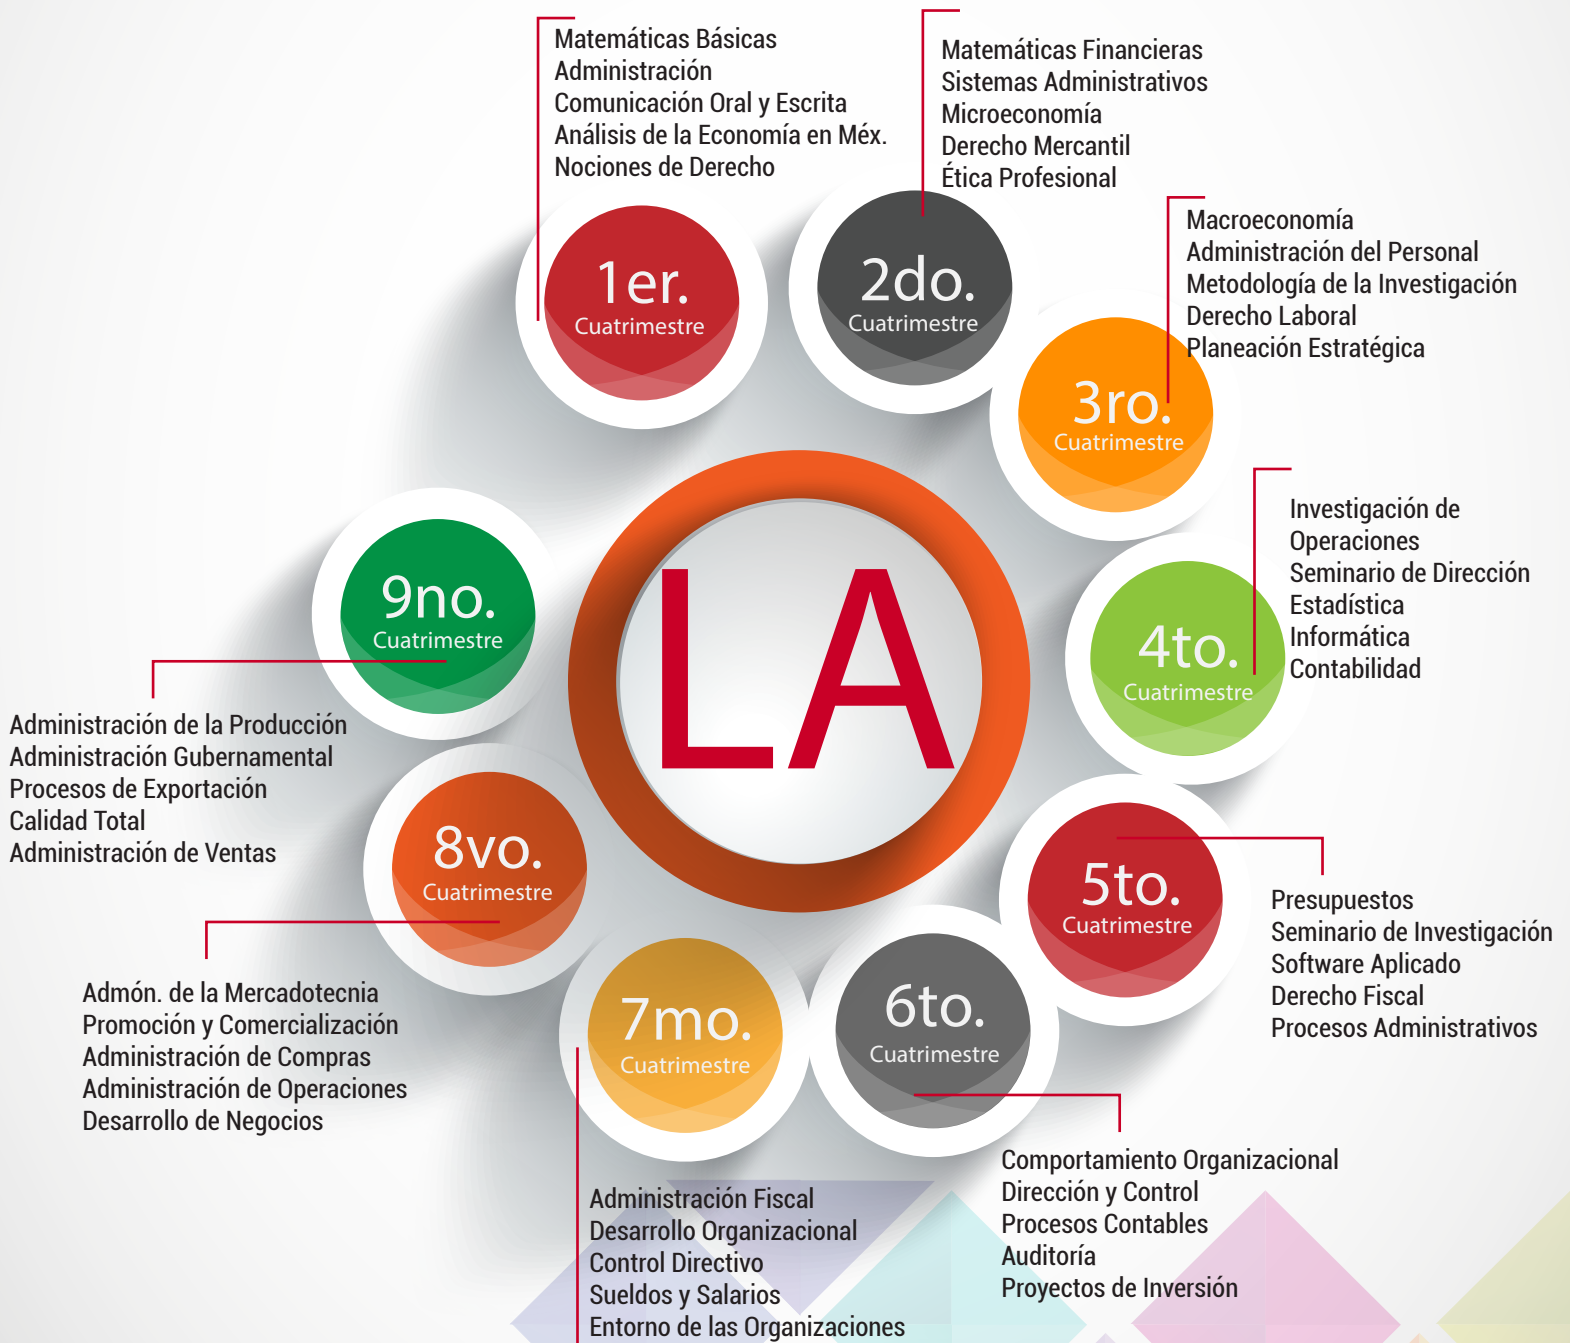 Matemáticas Básicas
Administración
Comunicación Oral y Escrita
Análisis de la Economía en Méx.
Nociones de Derecho
1er.
Cuatrimestre
Matemáticas Financieras
Sistemas Administrativos
Microeconomía
Derecho Mercantil
Ética Profesional
2do.
Cuatrimestre
Macroeconomía
Administración del Personal
Metodología de la Investigación
Derecho Laboral
Planeación Estratégica
3ro.
Cuatrimestre
Investigación de
Operaciones
Seminario de Dirección
Estadística
Informática
Contabilidad
4to.
Cuatrimestre
5to.
Cuatrimestre
Presupuestos
Seminario de Investigación
Software Aplicado
Derecho Fiscal
Procesos Administrativos
6to.
Cuatrimestre
Comportamiento Organizacional
Dirección y Control
Procesos Contables
Auditoría
Proyectos de Inversión
7mo.
Cuatrimestre
Administración Fiscal
Desarrollo Organizacional
Control Directivo
Sueldos y Salarios
Entorno de las Organizaciones
8vo.
Cuatrimestre
Admón. de la Mercadotecnia
Promoción y Comercialización
Administración de Compras
Administración de Operaciones
Desarrollo de Negocios
9no.
Cuatrimestre
Administración de la Producción
Administración Gubernamental
Procesos de Exportación
Calidad Total
Administración de Ventas
LA